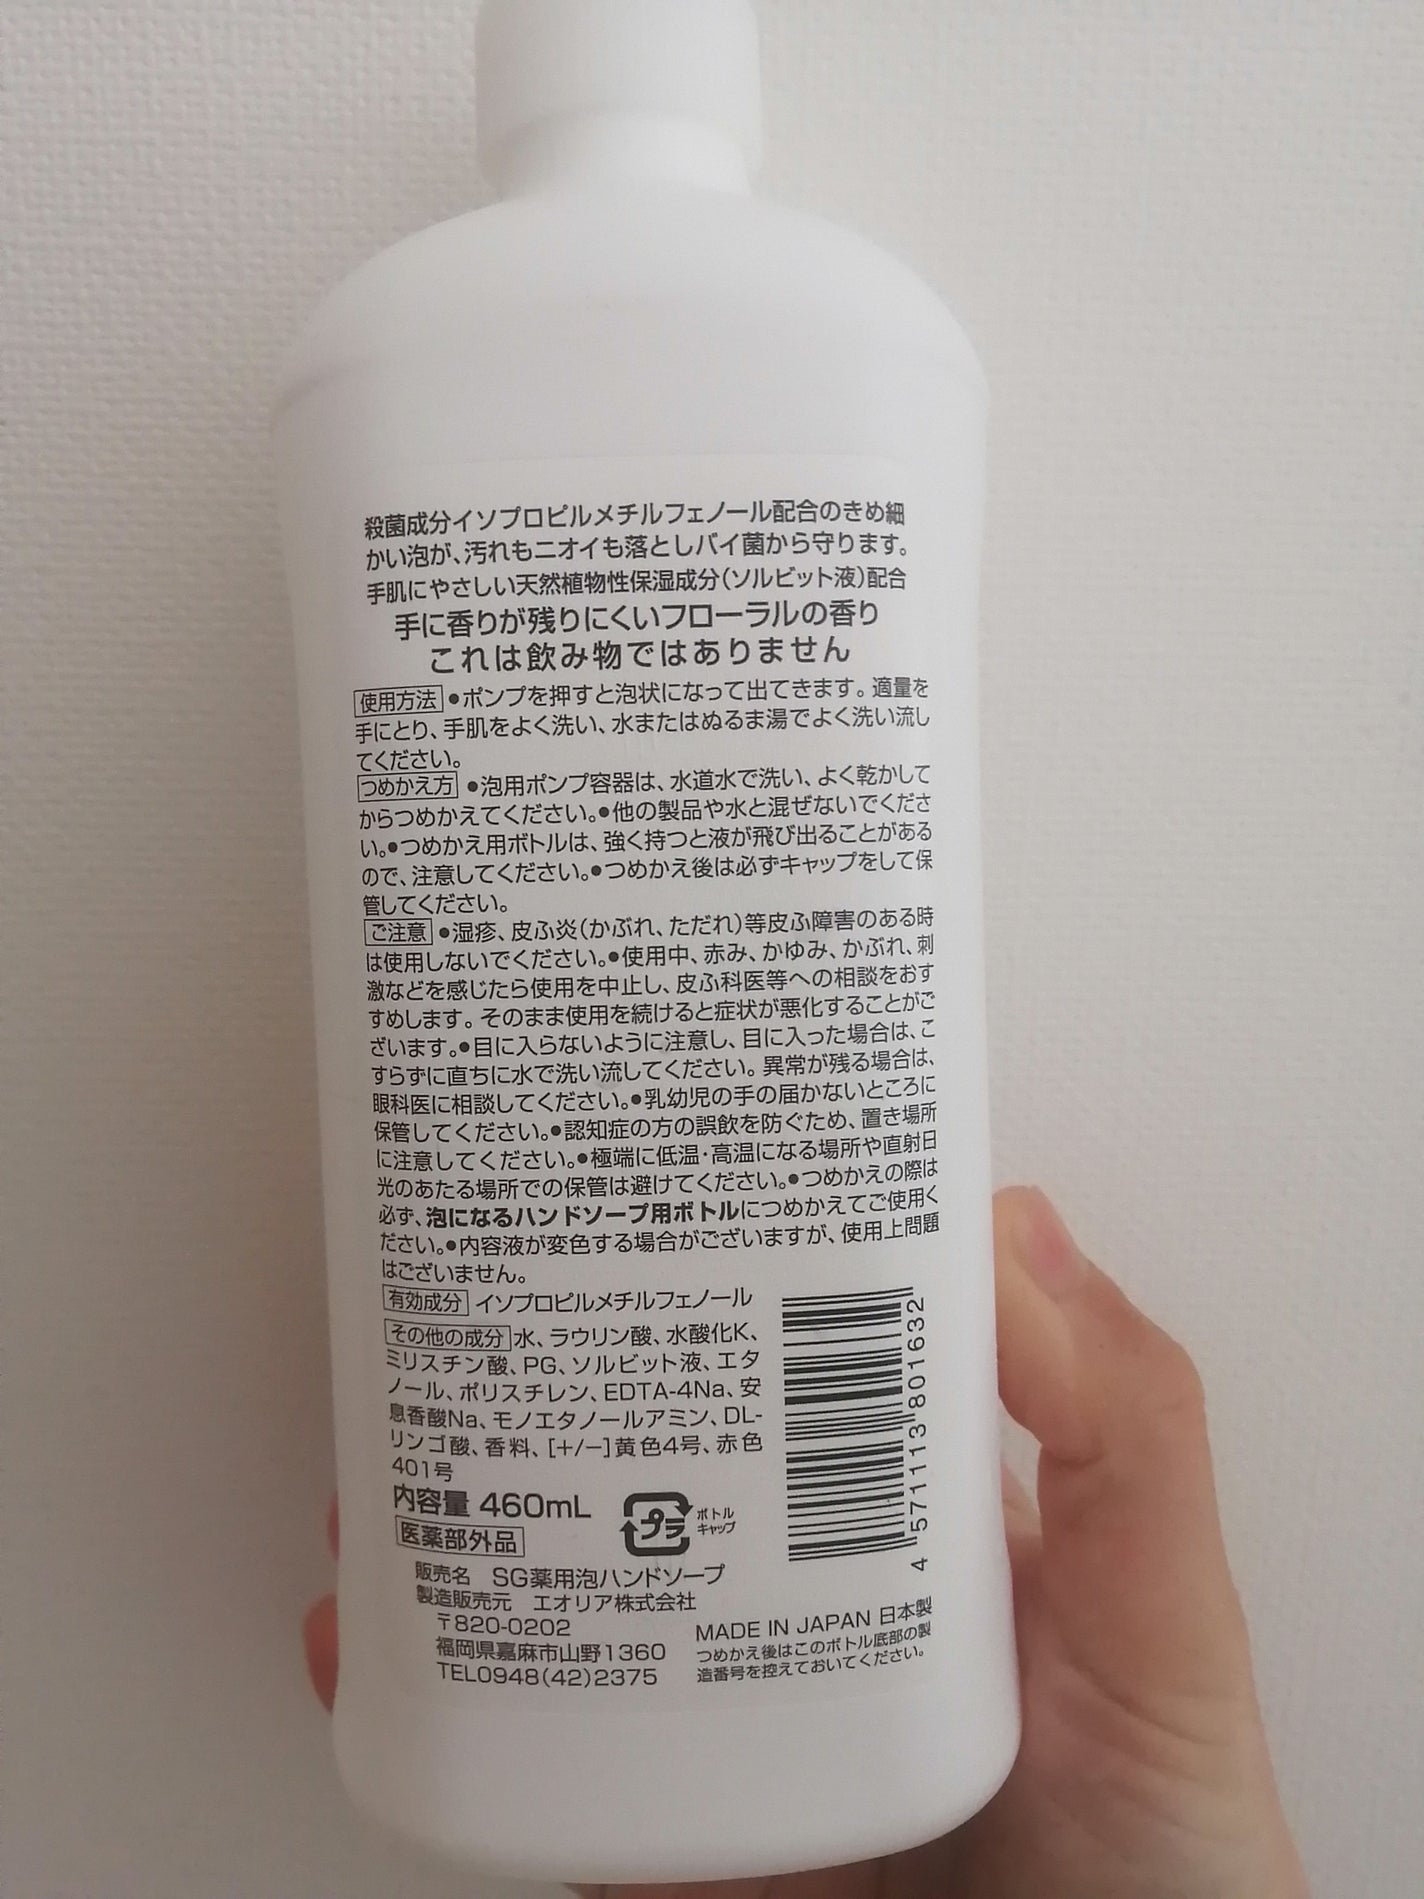 殺菌成分イソプロピルメチルフェノール配合のきめ細
かい泡が、汚れもニオイも落としバイ菌から守ります。
手肌にやさしい天然植物性保湿成分(ソルビット液)配合
手に香りが残りにくいフローラルの香り
これは飲み物ではありません
使用方法 ●ポンプを押すと泡状になって出てきます。適量を
手にとり、手肌をよく洗い、水またはぬるま湯でよく洗い流し
てください。
つめかえ方 ●泡用ポンプ容器は、水道水で洗い、よく乾かして
からつめかえてください。●他の製品や水と混ぜないでくださ
い。●つめかえ用ボトルは、強く持つと液が飛び出ることがある
ので、注意してください。●つめかえ後は必ずキャップをして保
管してください。
ご注意 ●湿疹、皮ふ炎(かぶれ、ただれ)等皮ふ障害のある時
は使用しないでください。●使用中、赤み、かゆみ、かぶれ、刺
激などを感じたら使用を中止し、皮ふ科医等への相談をおす
すめします。そのまま使用を続けると症状が悪化することがご
ざいます。●目に入らないように注意し、目に入った場合は、こ
すらずに直ちに水で洗い流してください。異常が残る場合は、
眼科医に相談してください。●乳幼児の手の届かないところに
保管してください。●認知症の方の誤飲を防ぐため、置き場所
に注意してください。●極端に低温・高温になる場所や直射日
光のあたる場所での保管は避けてください。●つめかえの際は
必ず、泡になるハンドソープ用ボトルにつめかえてご使用く
ださい。●内容液が変色する場合がございますが、使用上問題
はございません。
有効成分 イソプロピルメチルフェノール
その他の成分 水、ラウリン酸、水酸化K、
ミリスチン酸、PG、ソルビット液、エタ
ノール、ポリスチレン、EDTA-4Na、安
息香酸Na、モノエタノールアミン、DL-
リンゴ酸、香料、[+/−]黄色4号、赤色
401号
内容量 460mL
プラ
ボトル
キャップ
医薬部外品
4 571113 801632
販売名 SG薬用泡ハンドソープ
製造販売元 エオリア株式会社
〒820-0202
福岡県嘉麻市山野1360
TEL0948(42)2375
MADE IN JAPAN 日本製
つめかえ後はこのボトル底部の製
造番号を控えておいてください。